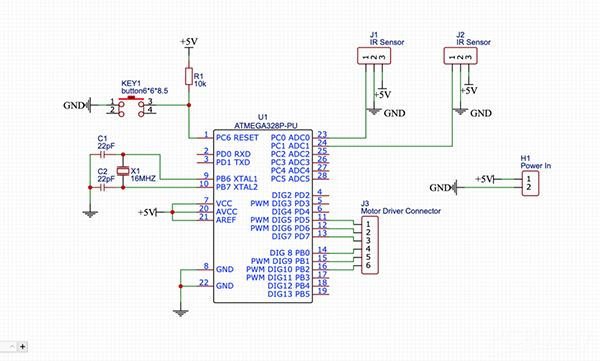 J1
IR Sensor
J2
IR Sensor
+5V
1 2 3
1 2 3
R1
10k
KEY1
button6*6*8.5
+5V
+5V
GND
1
2
3
4
GND
GND
U1
ATMEGA328P-PU
1 PC6 RESET PC0 ADC0 23
PC1 ADC1 24
C1
22pF
2 PD0 RXD PC2 ADC2 25
3 PD1 TXD PC3 ADC3 26
PC4 ADC4 27
PC5 ADC5 28
H1
Power In
X1
16MHZ
C2
22pF
9 PB6 XTAL1
10 PB7 XTAL2
+5V 1
GND 2
DIG2 PD2 4
PWM DIG3 PD3 5
DIG4 PD4 6
J3
Motor Driver Connector
7 VCC
+5V 20 AVCC
21 AREF
PWM DIG5 PD5 11
PWM DIG6 PD6 12
DIG7 PD7 13
DIG 8 PB0 14
PWM DIG9 PB1 15
PWM DIG10 PB2 16
PWM DIG11 PB3 17
DIG12 PB4 18
DIG13 PB5 19
1
2
3
4
5
6
8 GND
22 GND